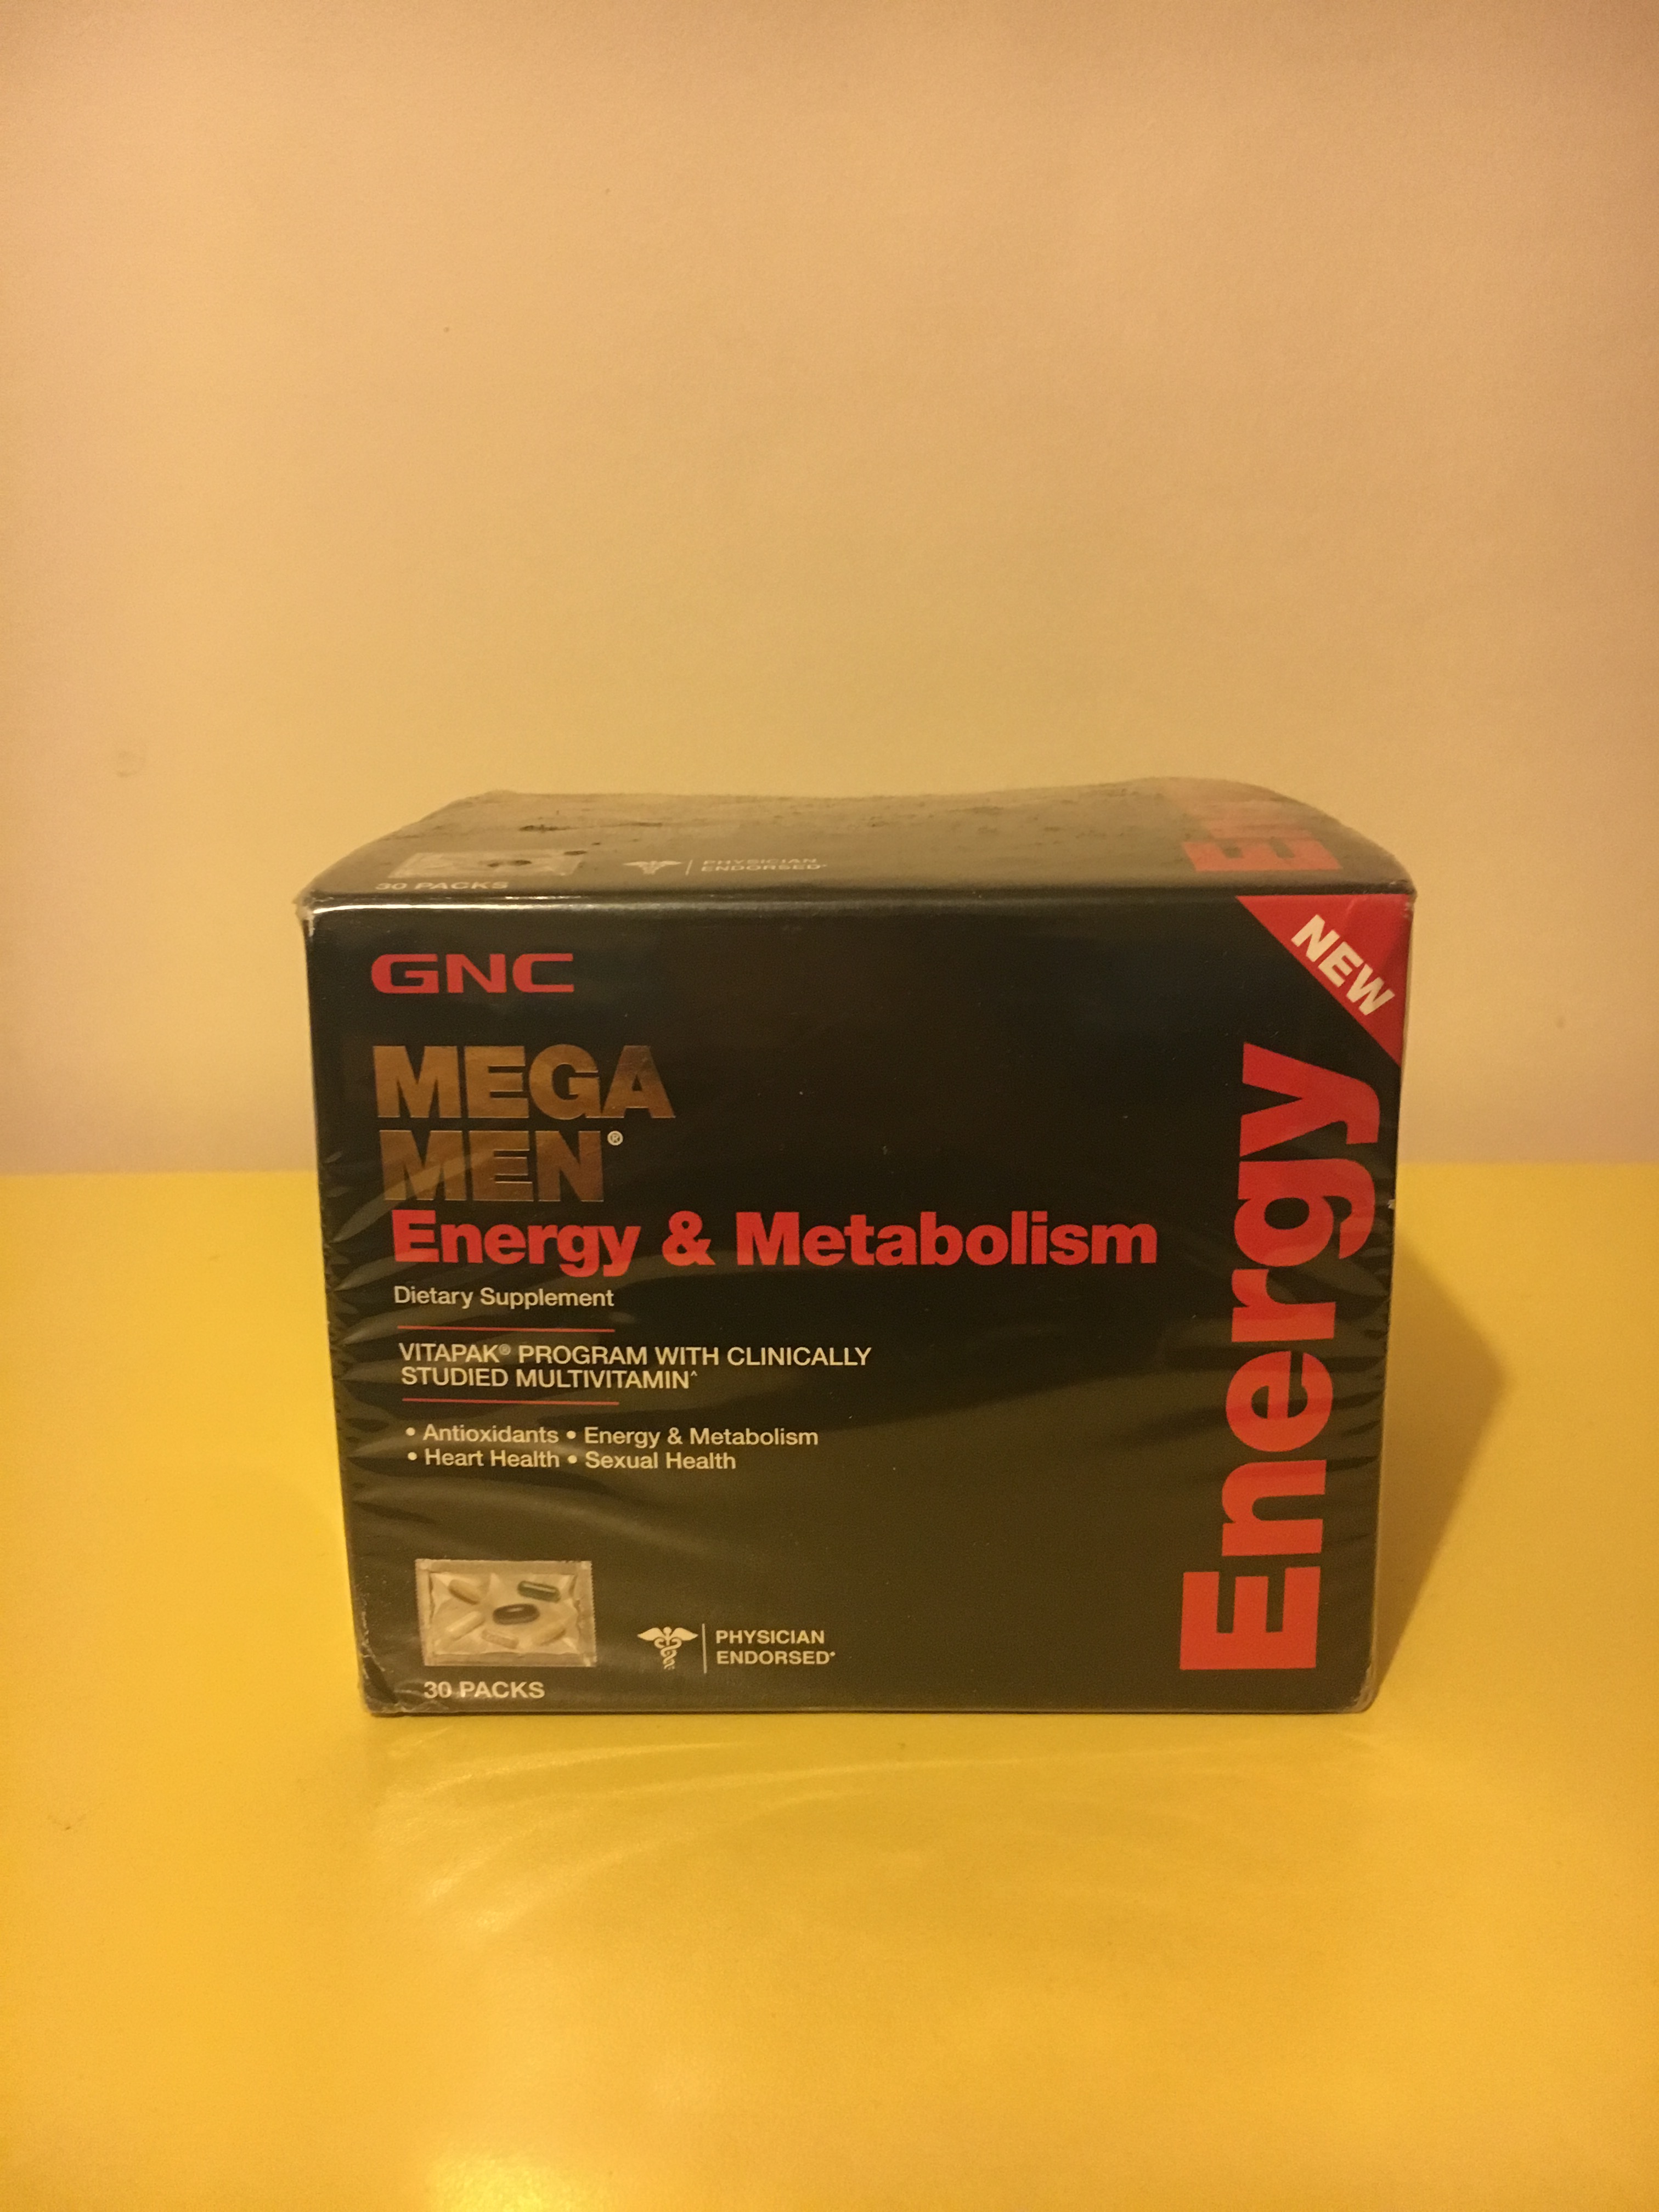 30 PACKS
PHYSICIAN
ENDORSED*
GNC
NEW
MEGA
MEN®
Energy & Metabolism
Dietary Supplement
VITAPAK® PROGRAM WITH CLINICALLY
STUDIED MULTIVITAMIN^
• Antioxidants • Energy & Metabolism
• Heart Health • Sexual Health
PHYSICIAN
ENDORSED*
30 PACKS
Energy